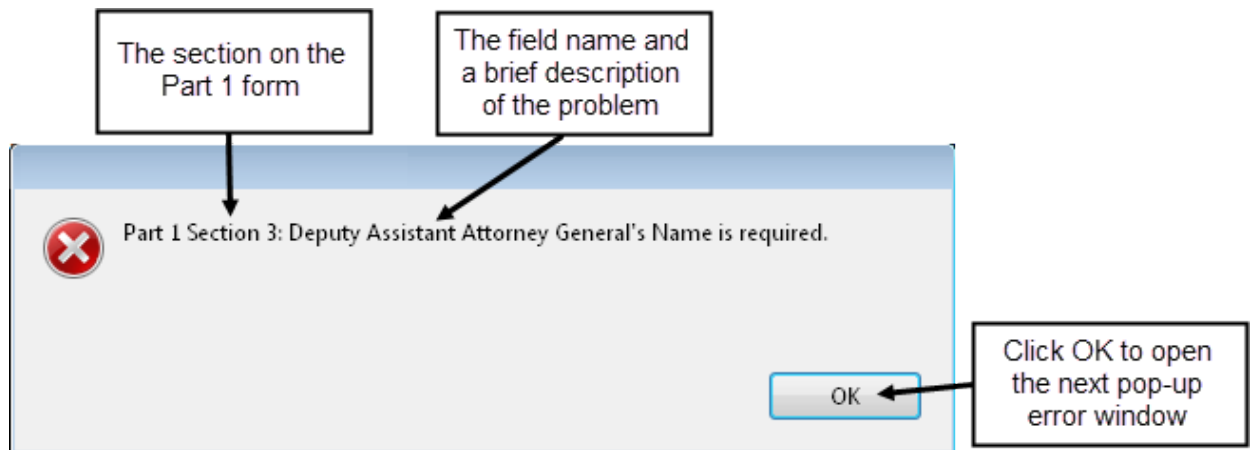 The section on the
Part 1 form
The field name and
a brief description
of the problem
Part 1 Section 3: Deputy Assistant Attorney General's Name is required.
OK
Click OK to open
the next pop-up
error window